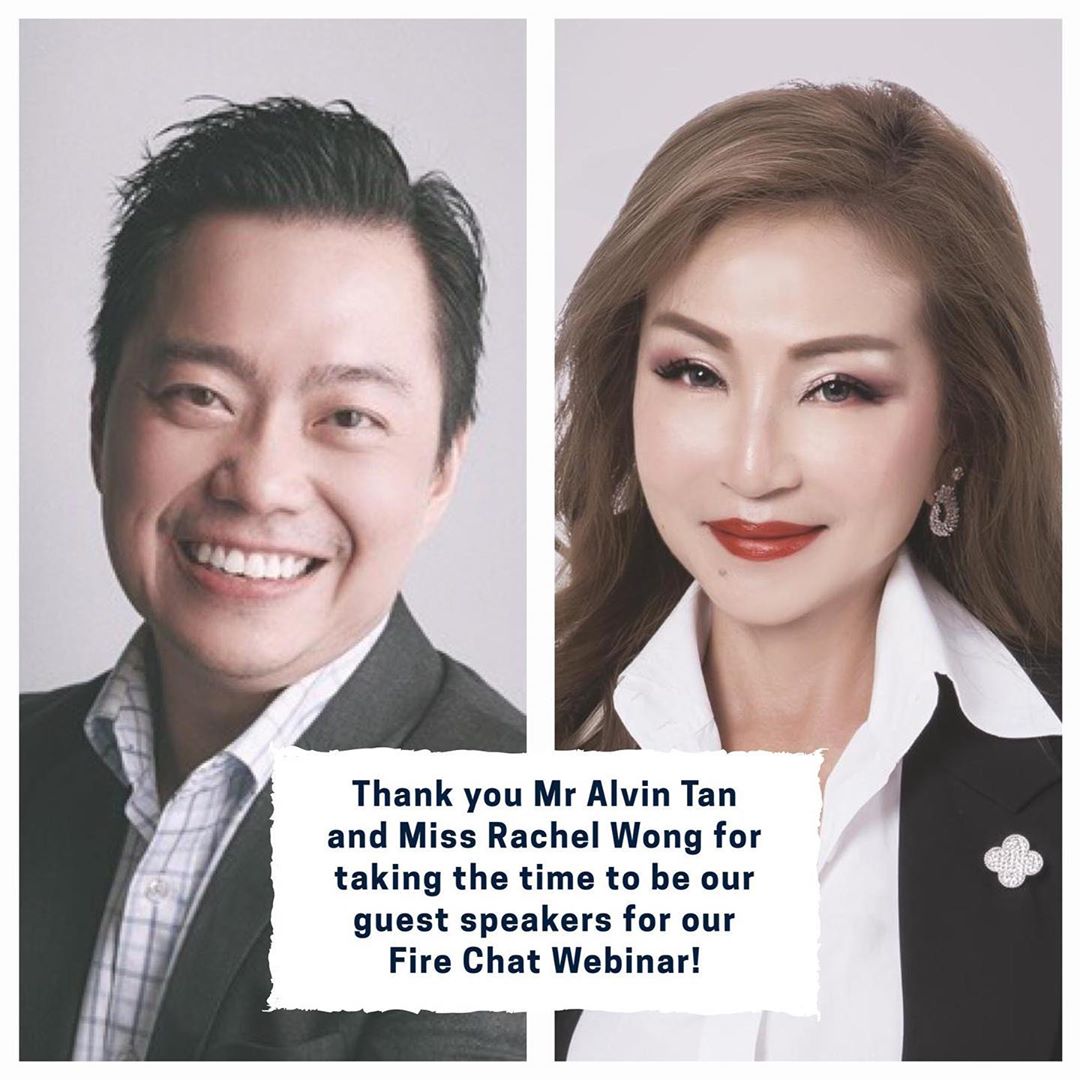 Thank you Mr Alvin Tan
and Miss Rachel Wong for
taking the time to be our
guest speakers for our
Fire Chat Webinar!